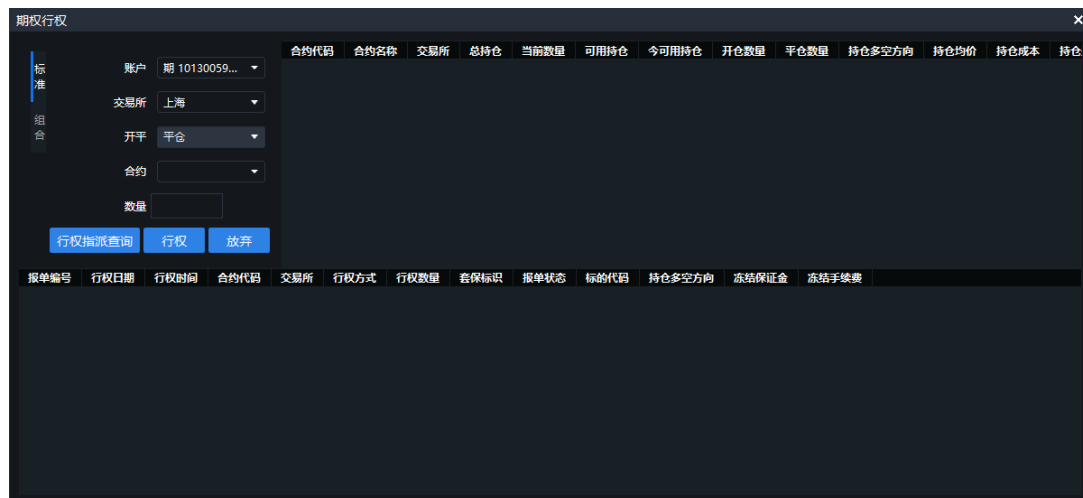 期权行权
标准
组合
账户 期 10130059...
交易所 上海
开平 平仓
合约
数量
行权指派查询 行权 放弃
合约代码 合约名称 交易所 总持仓 当前数量 可用持仓 今可用持仓 开仓数量 平仓数量 持仓多空方向 持仓均价 持仓成本 持仓
报单编号 行权日期 行权时间 合约代码 交易所 行权方式 行权数量 套保标识 报单状态 标的代码 持仓多空方向 冻结保证金 冻结手续费